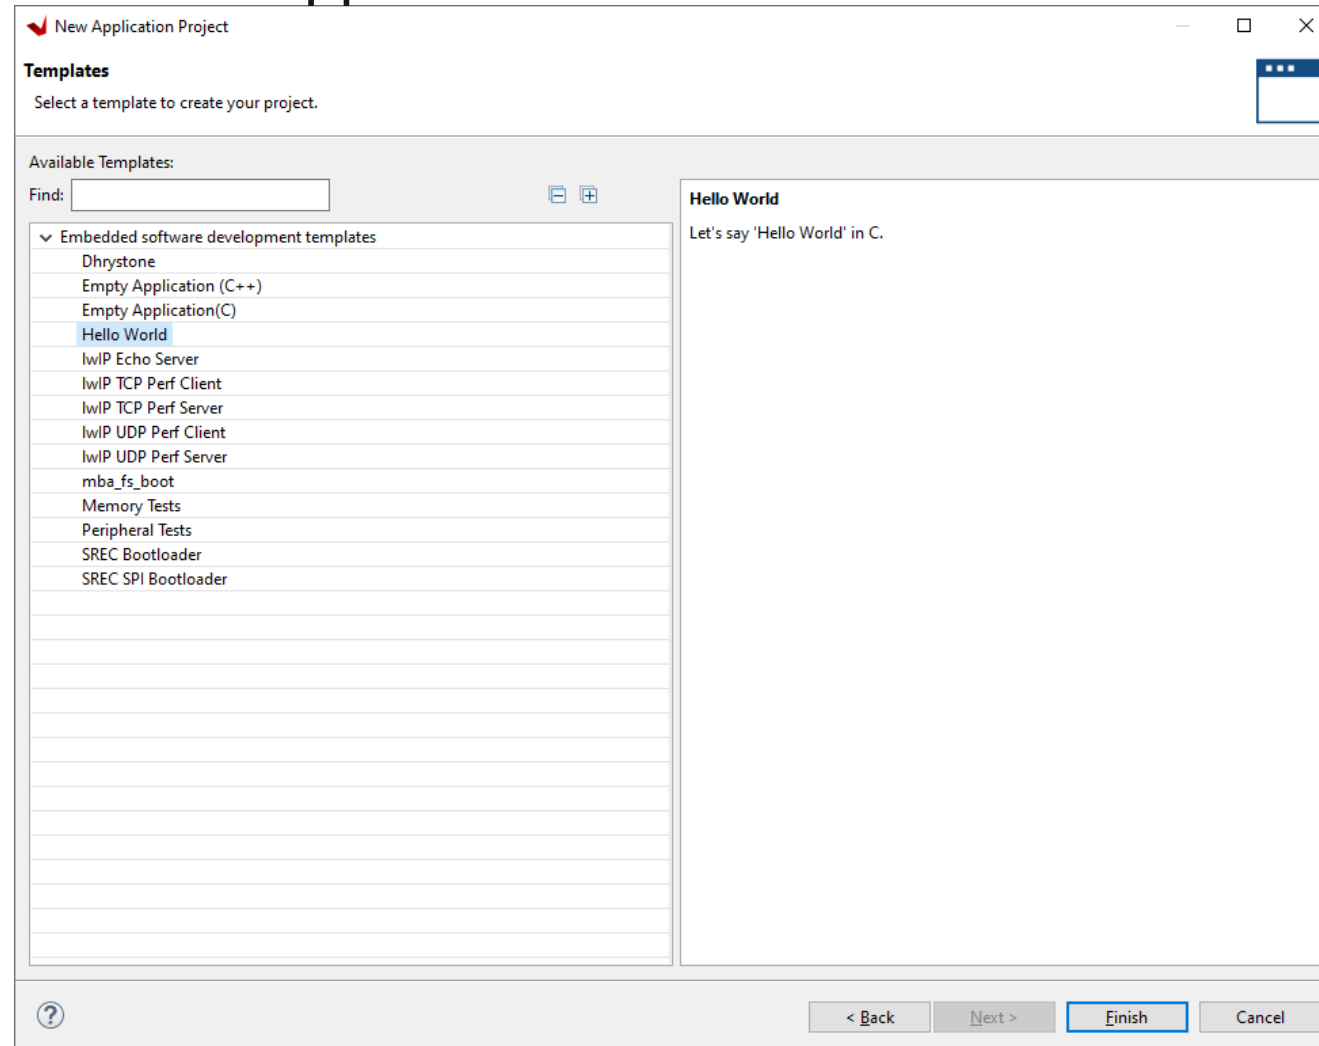 New Application Project
Templates
Select a template to create your project.
Available Templates:
Find:
Embedded software development templates
Dhrystone
Empty Application (C++)
Empty Application(C)
Hello World
lwIP Echo Server
lwIP TCP Perf Client
lwIP TCP Perf Server
lwIP UDP Perf Client
lwIP UDP Perf Server
mba_fs_boot
Memory Tests
Peripheral Tests
SREC Bootloader
SREC SPI Bootloader
Hello World
Let's say 'Hello World' in C.
< Back
Next >
Finish
Cancel